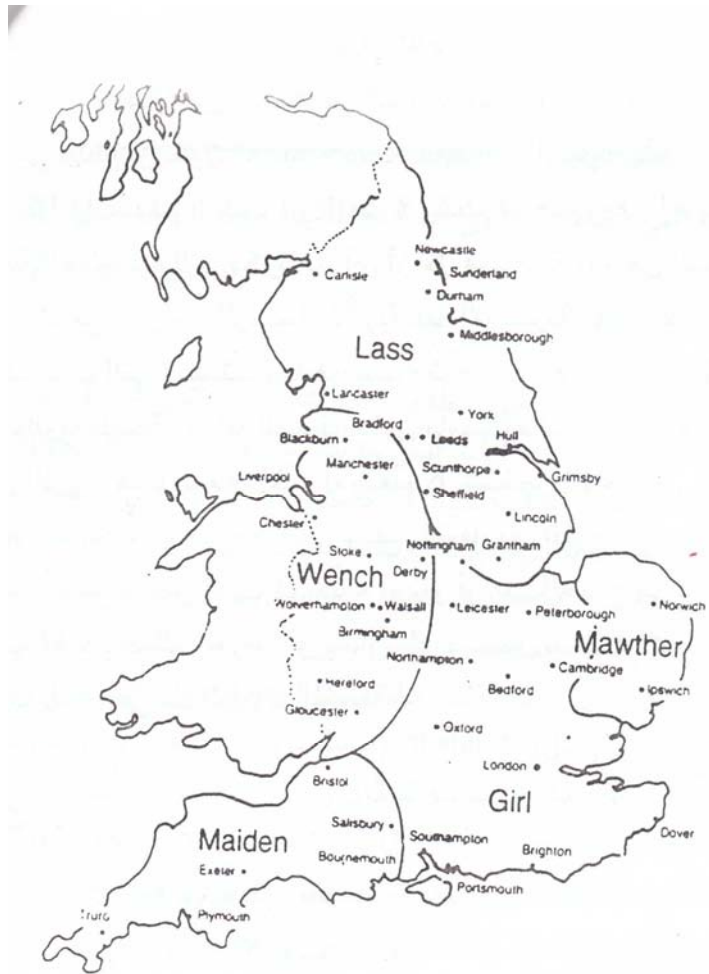 Newcastle
Carlisle
Sunderland
Durham
Middlesborough
Lass
Lancaster
York
Bradford
Leeds
Hull
Blackburn
Manchester
Scunthorpe
Grimsby
Liverpool
Sheffield
Lincoln
Chester
Nottingham
Grantham
Stoke
Derby
Wench
Wolverhampton
Walsall
Leicester
Peterborough
Norwich
Birmingham
Mawther
Northampton
Cambridge
Hereford
Bedford
Ipswich
Gloucester
Oxford
London
Bristol
Girl
Salisbury
Southampton
Dover
Maiden
Bournemouth
Brighton
Exeter
Portsmouth
Truro
Plymouth